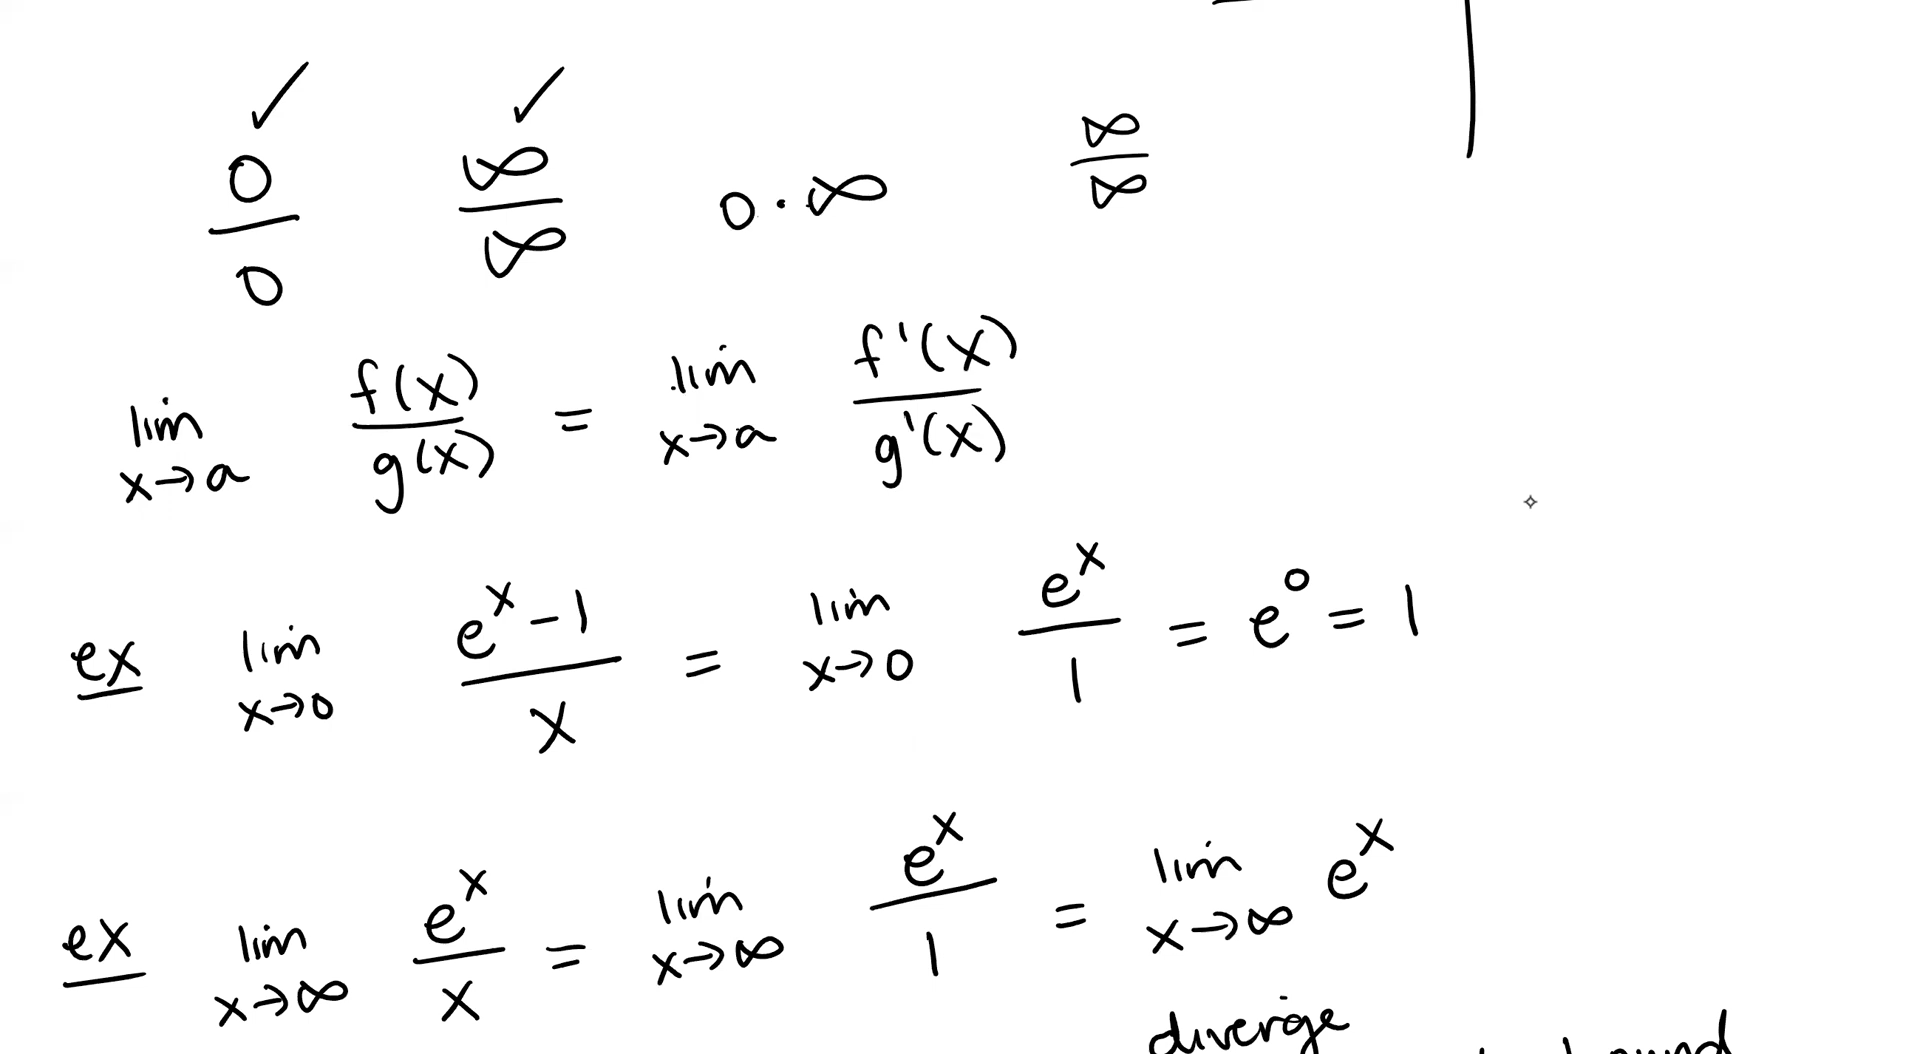 0/0 ∞/∞ 0·∞ ∞/∞
lim x→a f(x)/g(x) = lim x→a f'(x)/g'(x)
ex lim x→0 (e^x - 1)/x = lim x→0 e^x/1 = e^0 = 1
ex lim x→∞ e^x/x = lim x→∞ e^x/1 = lim x→∞ e^x
diverge